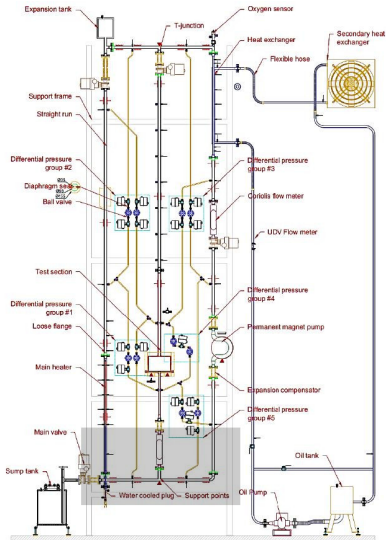 Expansion tank
T-junction
Oxygen sensor
Heat exchanger
Secondary heat
exchanger
Flexible hose
Support frame
Straight run
Differential pressure
group #2
Diaphragm seal
Ball valve
Differential pressure
group #3
Coriolis flow meter
UDV Flow meter
Test section
Differential pressure
group #1
Loose flange
Main heater
Differential pressure
group #4
Permanent magnet pump
Expansion compensator
Differential pressure
group #5
Main valve
Sump tank
Water cooled plug
Support points
Oil tank
Oil Pump